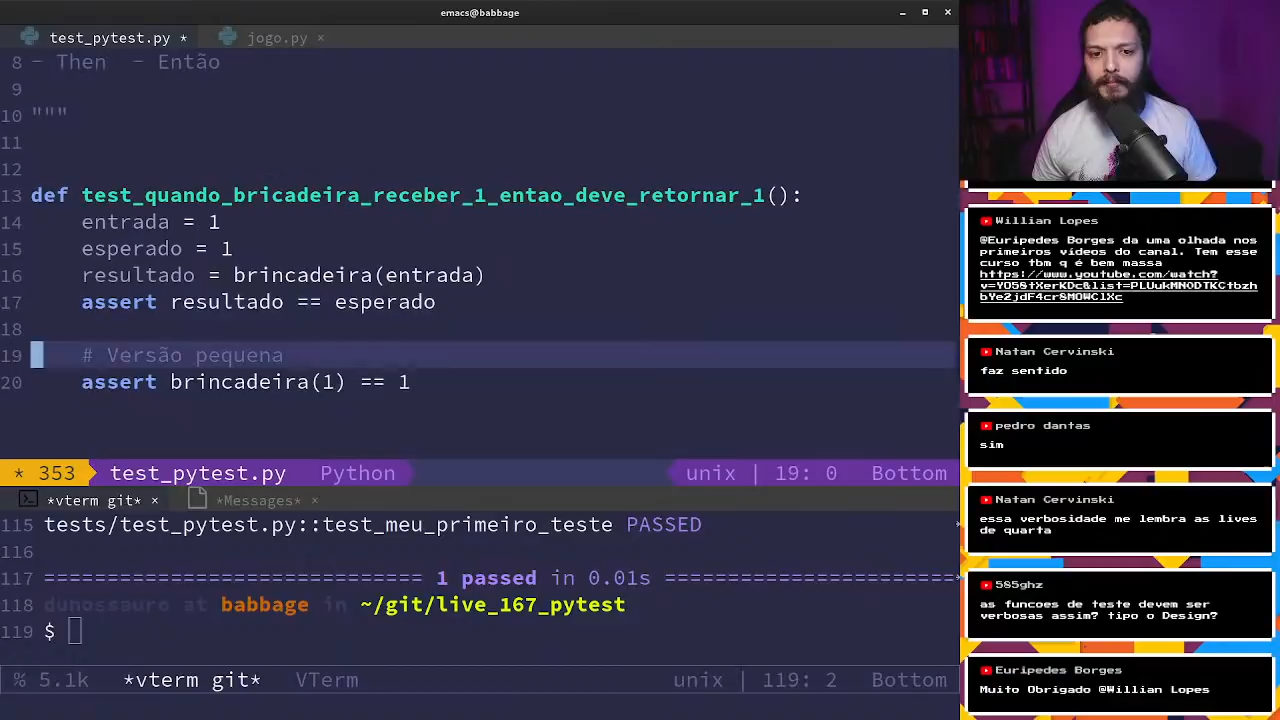 emacs@babbage
test_pytest.py * jogo.py ×
8 - Then - Então
9
10 """
11
12
13 def test_quando_bricadeira_receber_1_entao_deve_retornar_1():
14 entrada = 1
15 esperado = 1
16 resultado = brincadeira(entrada)
17 assert resultado == esperado
18
19 # Versão pequena
20 assert brincadeira(1) == 1
* 353 test_pytest.py Python unix | 19: 0 Bottom
*vterm git* × *Messages* ×
115 tests/test_pytest.py::test_meu_primeiro_teste PASSED
116
117 ============================== 1 passed in 0.01s =======================
118 dunossauro at babbage in ~/git/live_167_pytest
119 $
% 5.1k *vterm git* VTerm unix | 119: 2 Bottom
Willian Lopes
@Euripedes Borges da uma olhada nos
primeiros vídeos do canal. Tem esse
curso tbm q é bem massa
Natan Cervinski
faz sentido
pedro dantas
sim
Natan Cervinski
essa verbosidade me lembra as lives
de quarta
585ghz
as funcoes de teste devem ser
verbosas assim? tipo o Design?
Euripedes Borges
Muito Obrigado @Willian Lopes